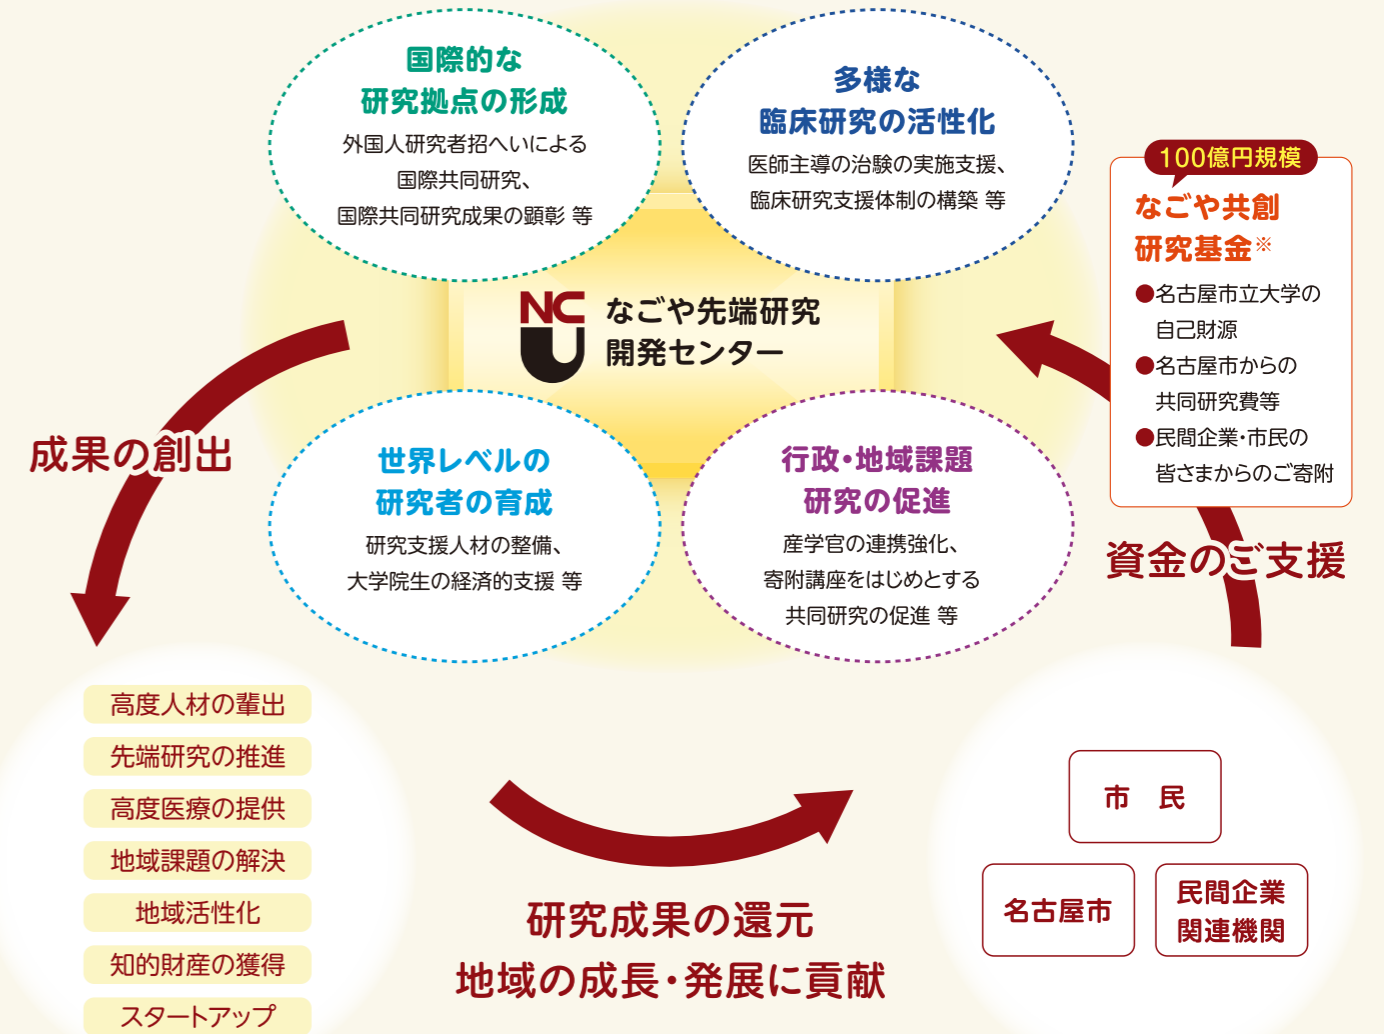 国際的な
研究拠点の形成
外国人研究者招へいによる
国際共同研究、
国際共同研究成果の顕彰 等
多様な
臨床研究の活性化
医師主導の治験の実施支援、
臨床研究支援体制の構築 等
100億円規模
なごや共創
研究基金※
●名古屋市立大学の
自己財源
●名古屋市からの
共同研究費等
●民間企業・市民の
皆さまからのご寄附
NCU
なごや先端研究
開発センター
成果の創出
世界レベルの
研究者の育成
研究支援人材の整備、
大学院生の経済的支援 等
行政・地域課題
研究の促進
産学官の連携強化、
寄附講座をはじめとする
共同研究の促進 等
資金のご支援
高度人材の輩出
先端研究の推進
高度医療の提供
地域課題の解決
地域活性化
知的財産の獲得
スタートアップ
研究成果の還元
地域の成長・発展に貢献
市　民
名古屋市
民間企業
関連機関